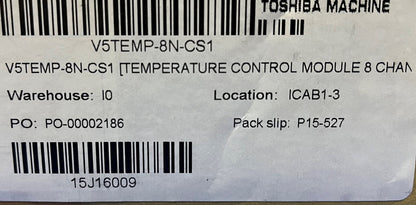 TOSHIBA MACHINE
V5TEMP-8N-CS1
V5TEMP-8N-CS1 [TEMPERATURE CONTROL MODULE 8 CHAN
Warehouse: I0 Location: ICAB1-3
PO: PO-00002186 Pack slip: P15-527
15J16009